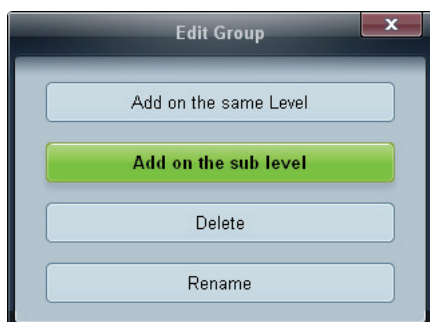 Edit Group
x
Add on the same Level
Add on the sub level
Delete
Rename